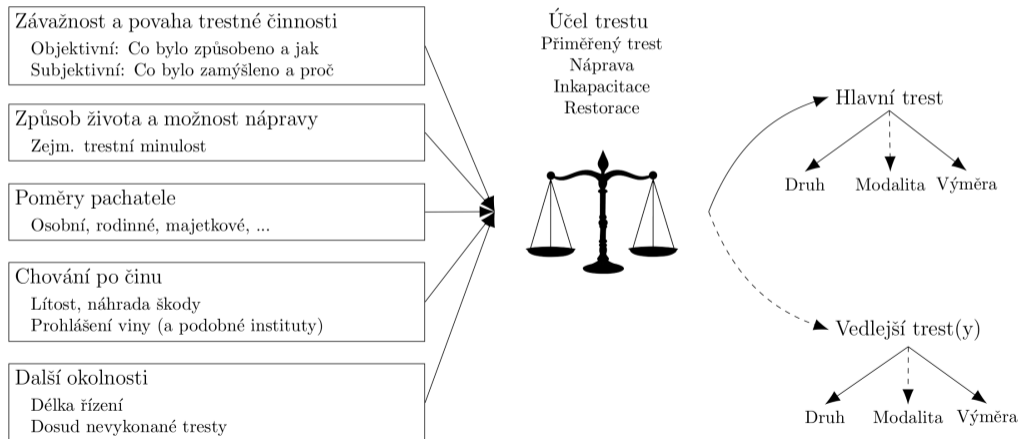 Závažnost a povaha trestné činnosti
Objektivní: Co bylo způsobeno a jak
Subjektivní: Co bylo zamýšleno a proč
Způsob života a možnost nápravy
Zejm. trestní minulost
Poměry pachatele
Osobní, rodinné, majetkové, ...
Chování po činu
Lítost, náhrada škody
Prohlášení viny (a podobné instituty)
Další okolnosti
Délka řízení
Dosud nevykonané tresty
Účel trestu
Přiměřený trest
Náprava
Inkapacitace
Restorace
Hlavní trest
Druh Modalita Výměra
Vedlejší trest(y)
Druh Modalita Výměra